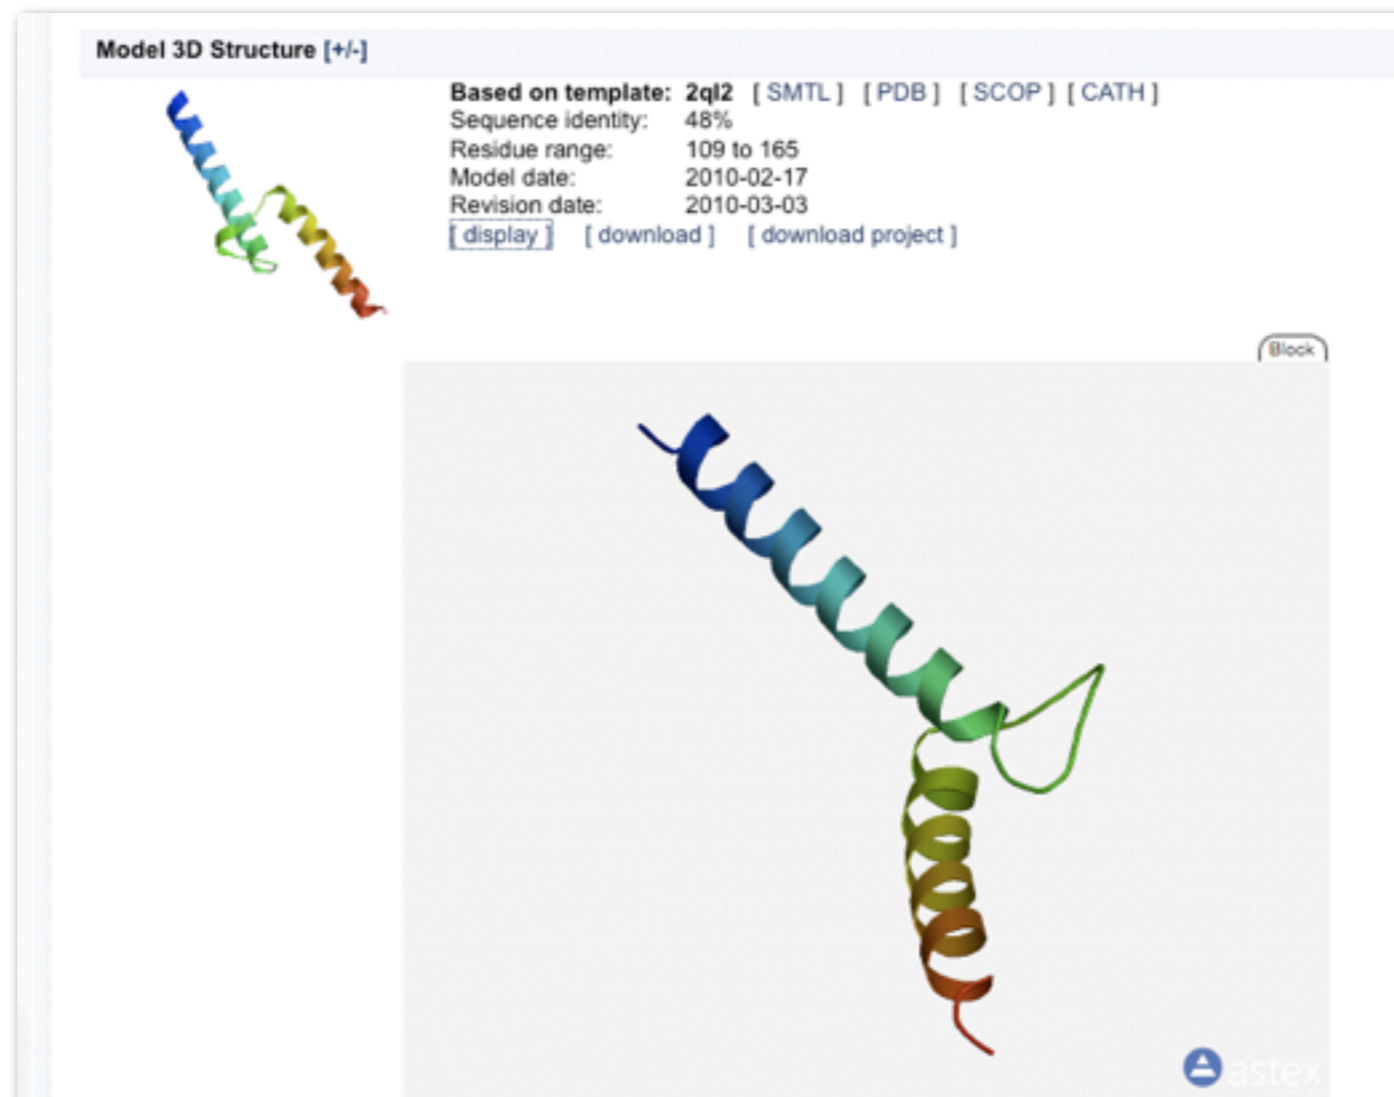 Model 3D Structure [+/-]
Based on template: 2ql2 [ SMTL ] [ PDB ] [ SCOP ] [ CATH ]
Sequence identity: 48%
Residue range: 109 to 165
Model date: 2010-02-17
Revision date: 2010-03-03
[ display ] [ download ] [ download project ]
Block
astex